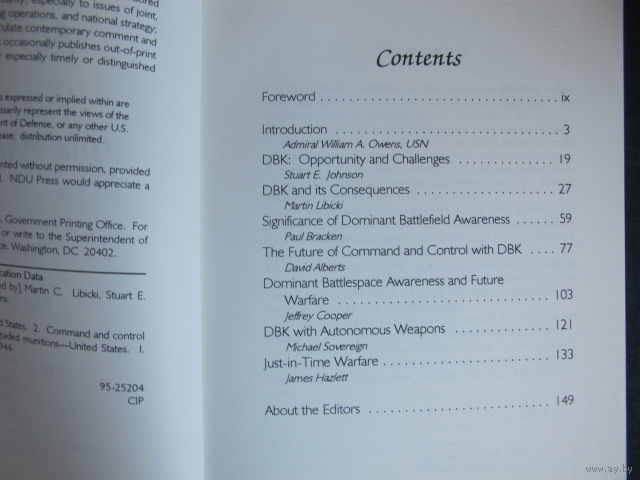 curity, especially to issues of joint,
operations, and national strategy;
contemporary comment and
occasionally publishes out-of-print
especially timely or distinguished
expressed or implied within are
represent the views of the
of Defense, or any other U.S.
distribution unlimited.
without permission, provided
NDU Press would appreciate a
Government Printing Office. For
or write to the Superintendent of
Washington, DC 20402.
cation Data
ed by] Martin C. Libicki, Stuart E.
States. 2. Command and control
guided munitions—United States. I.
944.
95-25204
CIP
Contents
Foreword . . . . . . . . . . . . . . . . . . . . . . . . . . . . . . . . . . ix
Introduction . . . . . . . . . . . . . . . . . . . . . . . . . . . . . . . . 3
Admiral William A. Owens, USN
DBK: Opportunity and Challenges . . . . . . . . . . . . . . 19
Stuart E. Johnson
DBK and its Consequences . . . . . . . . . . . . . . . . . . . . 27
Martin Libicki
Significance of Dominant Battlefield Awareness . . . . . . 59
Paul Bracken
The Future of Command and Control with DBK . . . . 77
David Alberts
Dominant Battlespace Awareness and Future
Warfare . . . . . . . . . . . . . . . . . . . . . . . . . . . . . . 103
Jeffrey Cooper
DBK with Autonomous Weapons . . . . . . . . . . . . . . 121
Michael Sovereign
Just-in-Time Warfare . . . . . . . . . . . . . . . . . . . . . . . . 133
James Hazlett
About the Editors . . . . . . . . . . . . . . . . . . . . . . . . . . 149
www.ay.by